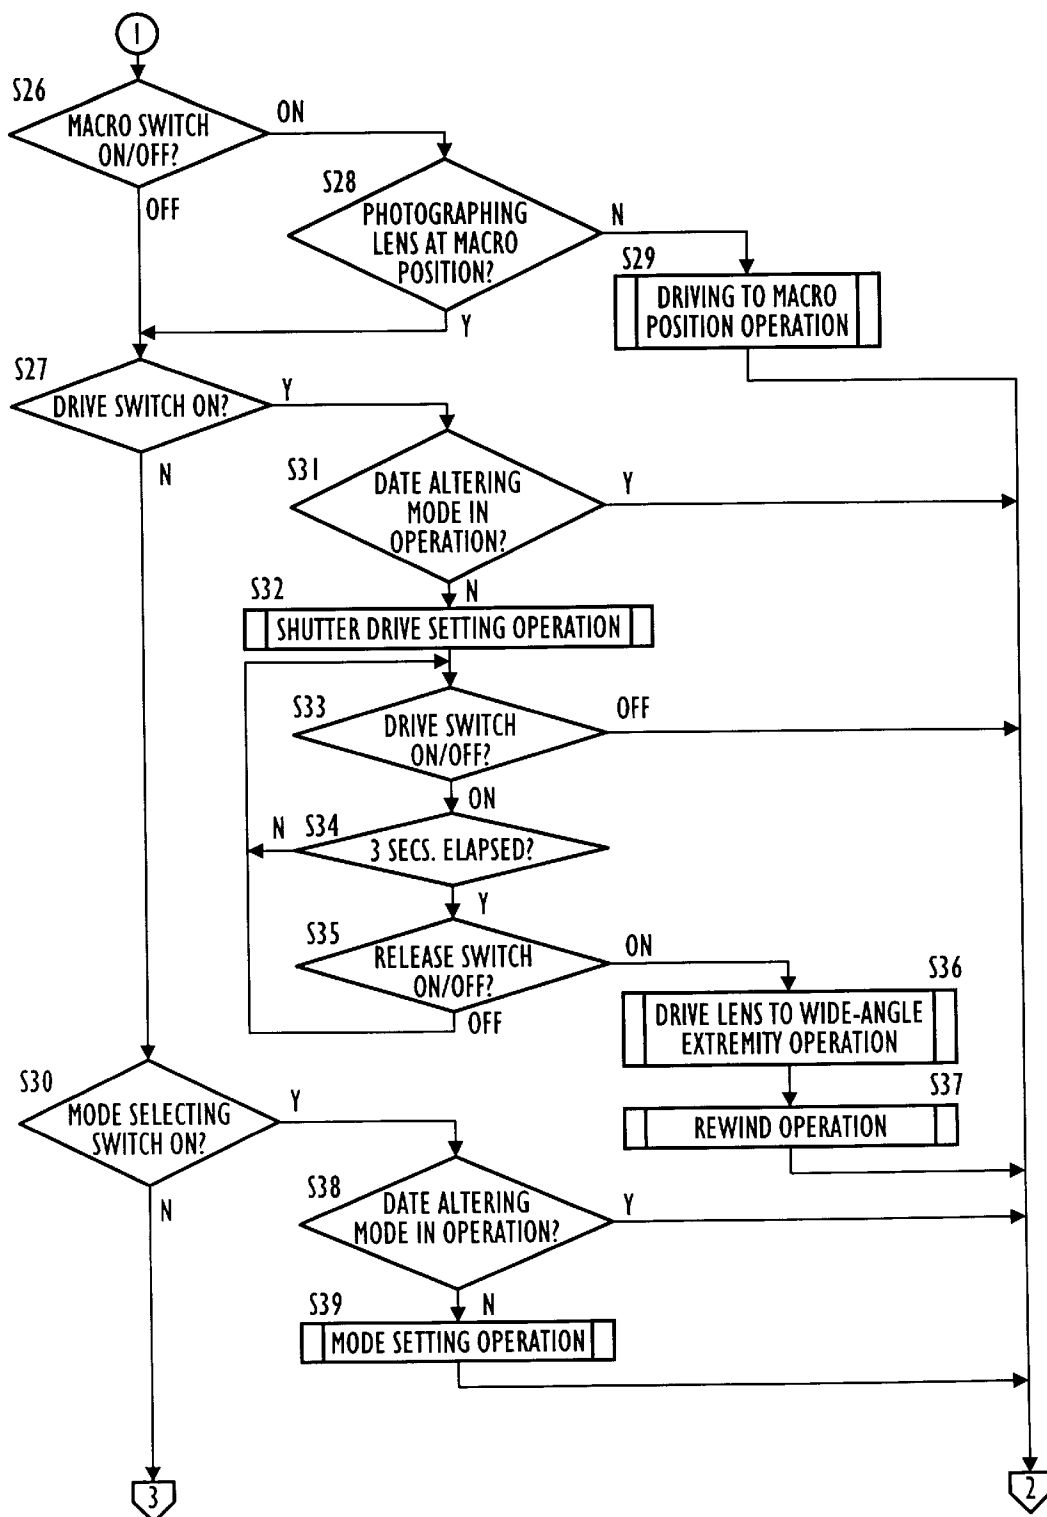 1
S26
MACRO SWITCH
ON/OFF?
ON
OFF
S28
PHOTOGRAPHING
LENS AT MACRO
POSITION?
N
Y
S29
DRIVING TO MACRO
POSITION OPERATION
S27
DRIVE SWITCH ON?
Y
N
S31
DATE ALTERING
MODE IN
OPERATION?
Y
N
S32
SHUTTER DRIVE SETTING OPERATION
S33
DRIVE SWITCH
ON/OFF?
OFF
ON
S34
3 SECS. ELAPSED?
N
Y
S35
RELEASE SWITCH
ON/OFF?
ON
OFF
S36
DRIVE LENS TO WIDE-ANGLE
EXTREMITY OPERATION
S37
REWIND OPERATION
S30
MODE SELECTING
SWITCH ON?
Y
N
S38
DATE ALTERING
MODE IN OPERATION?
Y
N
S39
MODE SETTING OPERATION
3
2